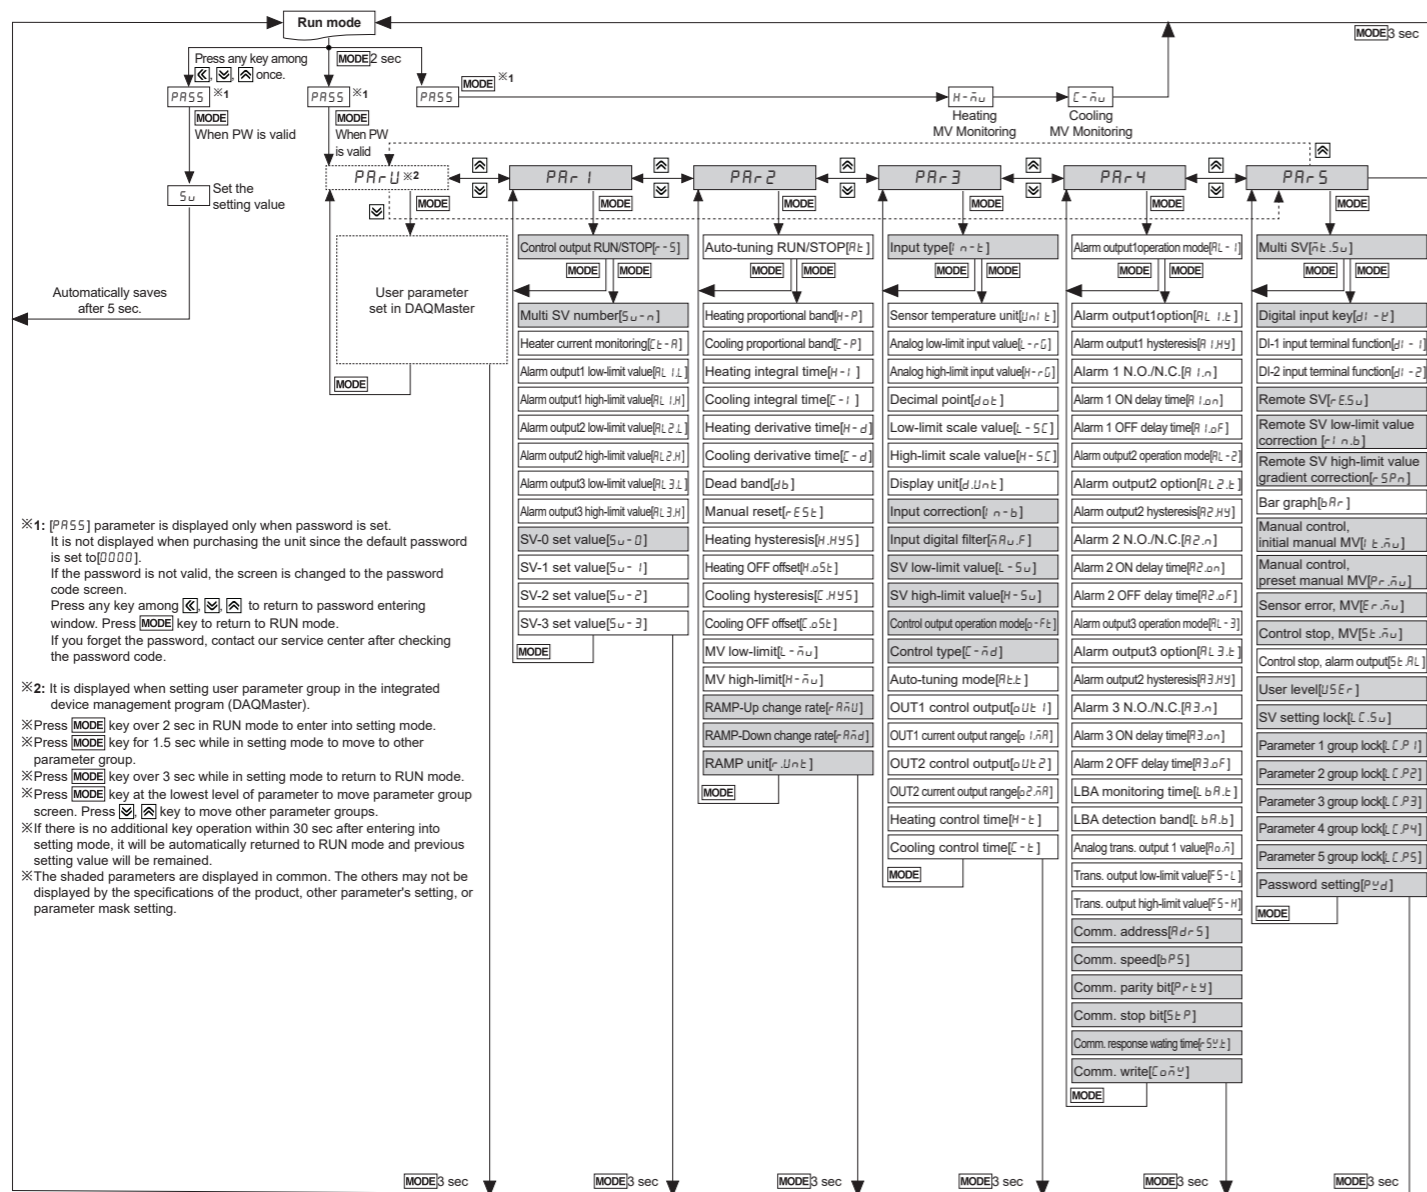 Run mode
MODE 3 sec
Press any key among
«, ︾, ︽ once.
MODE 2 sec
PASS ※1
PASS ※1
PASS
MODE ※1
MODE
When PW is valid
MODE
When PW
is valid
H-Mv
Heating
MV Monitoring
C-Mv
Cooling
MV Monitoring
Sv
Set the
setting value
PArU ※2
PAr1
PAr2
PAr3
PAr4
PAr5
MODE
MODE
MODE
MODE
MODE
MODE
Automatically saves
after 5 sec.
User parameter
set in DAQMaster
MODE
Control output RUN/STOP[r-S]
MODE MODE
Multi SV number[Sv-n]
Heater current monitoring[Ct-A]
Alarm output1 low-limit value[AL1.L]
Alarm output1 high-limit value[AL1.H]
Alarm output2 low-limit value[AL2.L]
Alarm output2 high-limit value[AL2.H]
Alarm output3 low-limit value[AL3.L]
Alarm output3 high-limit value[AL3.H]
SV-0 set value[Sv-0]
SV-1 set value[Sv-1]
SV-2 set value[Sv-2]
SV-3 set value[Sv-3]
MODE
Auto-tuning RUN/STOP[At]
MODE MODE
Heating proportional band[H-P]
Cooling proportional band[C-P]
Heating integral time[H-I]
Cooling integral time[C-I]
Heating derivative time[H-d]
Cooling derivative time[C-d]
Dead band[db]
Manual reset[rESt]
Heating hysteresis[H.HYS]
Heating OFF offset[H.oSt]
Cooling hysteresis[C.HYS]
Cooling OFF offset[C.oSt]
MV low-limit[L-Mv]
MV high-limit[H-Mv]
RAMP-Up change rate[rAMU]
RAMP-Down change rate[rAMd]
RAMP unit[r.Unt]
MODE
Input type[In-t]
MODE MODE
Sensor temperature unit[UnIt]
Analog low-limit input value[L-rG]
Analog high-limit input value[H-rG]
Decimal point[dot]
Low-limit scale value[L-SC]
High-limit scale value[H-SC]
Display unit[d.Unt]
Input correction[In-b]
Input digital filter[MAv.F]
SV low-limit value[L-Sv]
SV high-limit value[H-Sv]
Control output operation mode[o-Ft]
Control type[C-Md]
Auto-tuning mode[At.t]
OUT1 control output[oUt1]
OUT1 current output range[o1.MA]
OUT2 control output[oUt2]
OUT2 current output range[o2.MA]
Heating control time[H-t]
Cooling control time[C-t]
MODE
Alarm output1operation mode[AL-1]
MODE MODE
Alarm output1option[AL1.t]
Alarm output1 hysteresis[A1.HY]
Alarm 1 N.O./N.C.[A1.n]
Alarm 1 ON delay time[A1.on]
Alarm 1 OFF delay time[A1.oF]
Alarm output2 operation mode[AL-2]
Alarm output2 option[AL2.t]
Alarm output2 hysteresis[A2.HY]
Alarm 2 N.O./N.C.[A2.n]
Alarm 2 ON delay time[A2.on]
Alarm 2 OFF delay time[A2.oF]
Alarm output3 operation mode[AL-3]
Alarm output3 option[AL3.t]
Alarm output2 hysteresis[A3.HY]
Alarm 3 N.O./N.C.[A3.n]
Alarm 3 ON delay time[A3.on]
Alarm 2 OFF delay time[A3.oF]
LBA monitoring time[LbA.t]
LBA detection band[LbA.b]
Analog trans. output 1 value[Ao.M]
Trans. output low-limit value[FS-L]
Trans. output high-limit value[FS-H]
Comm. address[AdrS]
Comm. speed[bPS]
Comm. parity bit[PrtY]
Comm. stop bit[StP]
Comm. response wating time[rSW.t]
Comm. write[CoMW]
MODE
Multi SV[Mt.Sv]
MODE MODE
Digital input key[dI-K]
DI-1 input terminal function[dI-1]
DI-2 input terminal function[dI-2]
Remote SV[rE.Sv]
Remote SV low-limit value
correction [rIn.b]
Remote SV high-limit value
gradient correction[rSPn]
Bar graph[bAr]
Manual control,
initial manual MV[It.Mv]
Manual control,
preset manual MV[Pr.Mv]
Sensor error, MV[Er.Mv]
Control stop, MV[St.Mv]
Control stop, alarm output[St.AL]
User level[USEr]
SV setting lock[LC.Sv]
Parameter 1 group lock[LC.P1]
Parameter 2 group lock[LC.P2]
Parameter 3 group lock[LC.P3]
Parameter 4 group lock[LC.P4]
Parameter 5 group lock[LC.P5]
Password setting[PWd]
MODE
※1: [PASS] parameter is displayed only when password is set.
It is not displayed when purchasing the unit since the default password
is set to[0000].
If the password is not valid, the screen is changed to the password
code screen.
Press any key among «, ︾, ︽ to return to password entering
window. Press MODE key to return to RUN mode.
If you forget the password, contact our service center after checking
the password code.
※2: It is displayed when setting user parameter group in the integrated
device management program (DAQMaster).
※Press MODE key over 2 sec in RUN mode to enter into setting mode.
※Press MODE key for 1.5 sec while in setting mode to move to other
parameter group.
※Press MODE key over 3 sec while in setting mode to return to RUN mode.
※Press MODE key at the lowest level of parameter to move parameter group
screen. Press ︾, ︽ key to move other parameter groups.
※If there is no additional key operation within 30 sec after entering into
setting mode, it will be automatically returned to RUN mode and previous
setting value will be remained.
※The shaded parameters are displayed in common. The others may not be
displayed by the specifications of the product, other parameter's setting, or
parameter mask setting.
MODE 3 sec
MODE 3 sec
MODE 3 sec
MODE 3 sec
MODE 3 sec
MODE 3 sec